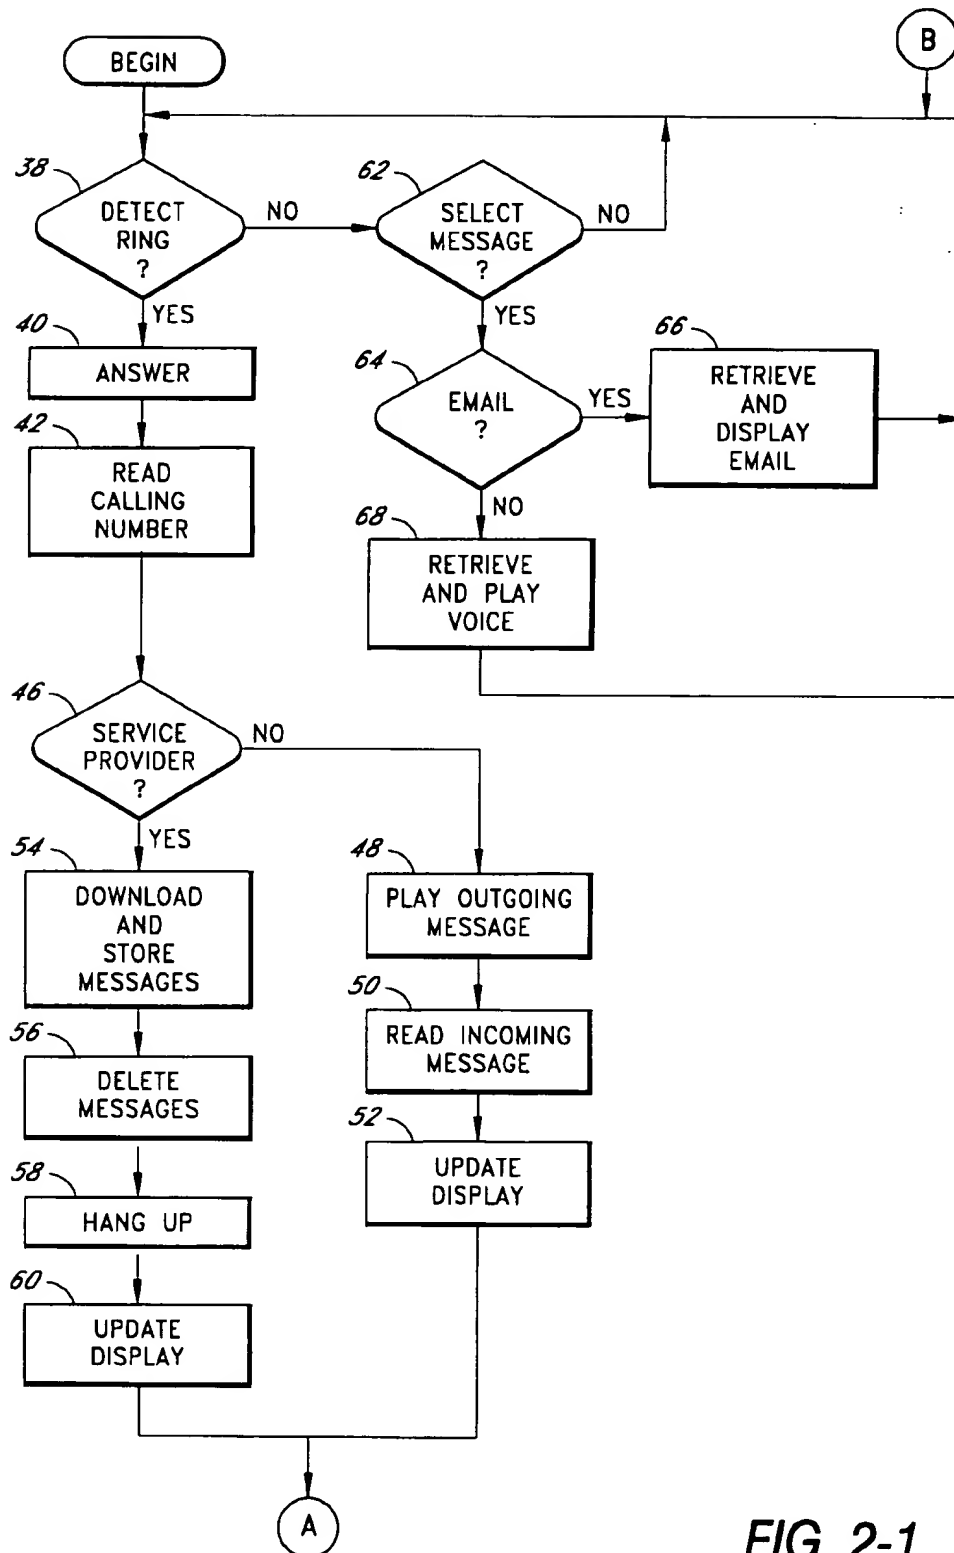 B
BEGIN
38
DETECT
RING
?
NO
YES
62
SELECT
MESSAGE
?
NO
YES
40
ANSWER
42
READ
CALLING
NUMBER
64
EMAIL
?
YES
NO
66
RETRIEVE
AND
DISPLAY
EMAIL
68
RETRIEVE
AND PLAY
VOICE
46
SERVICE
PROVIDER
?
NO
YES
54
DOWNLOAD
AND
STORE
MESSAGES
48
PLAY OUTGOING
MESSAGE
56
DELETE
MESSAGES
50
READ INCOMING
MESSAGE
58
HANG UP
52
UPDATE
DISPLAY
60
UPDATE
DISPLAY
A
FIG. 2-1